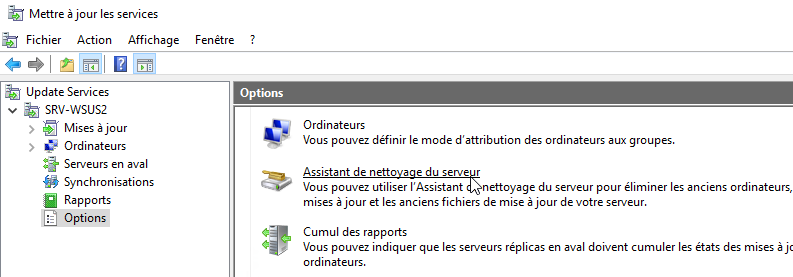 Mettre à jour les services
Fichier Action Affichage Fenêtre ?
Update Services
SRV-WSUS2
Mises à jour
Ordinateurs
Serveurs en aval
Synchronisations
Rapports
Options
Options
Ordinateurs
Vous pouvez définir le mode d'attribution des ordinateurs aux groupes.
Assistant de nettoyage du serveur
Vous pouvez utiliser l'Assistant de nettoyage du serveur pour éliminer les anciens ordinateurs,
mises à jour et les anciens fichiers de mise à jour de votre serveur.
Cumul des rapports
Vous pouvez indiquer que les serveurs réplicas en aval doivent cumuler les états des mises à jo
ordinateurs.